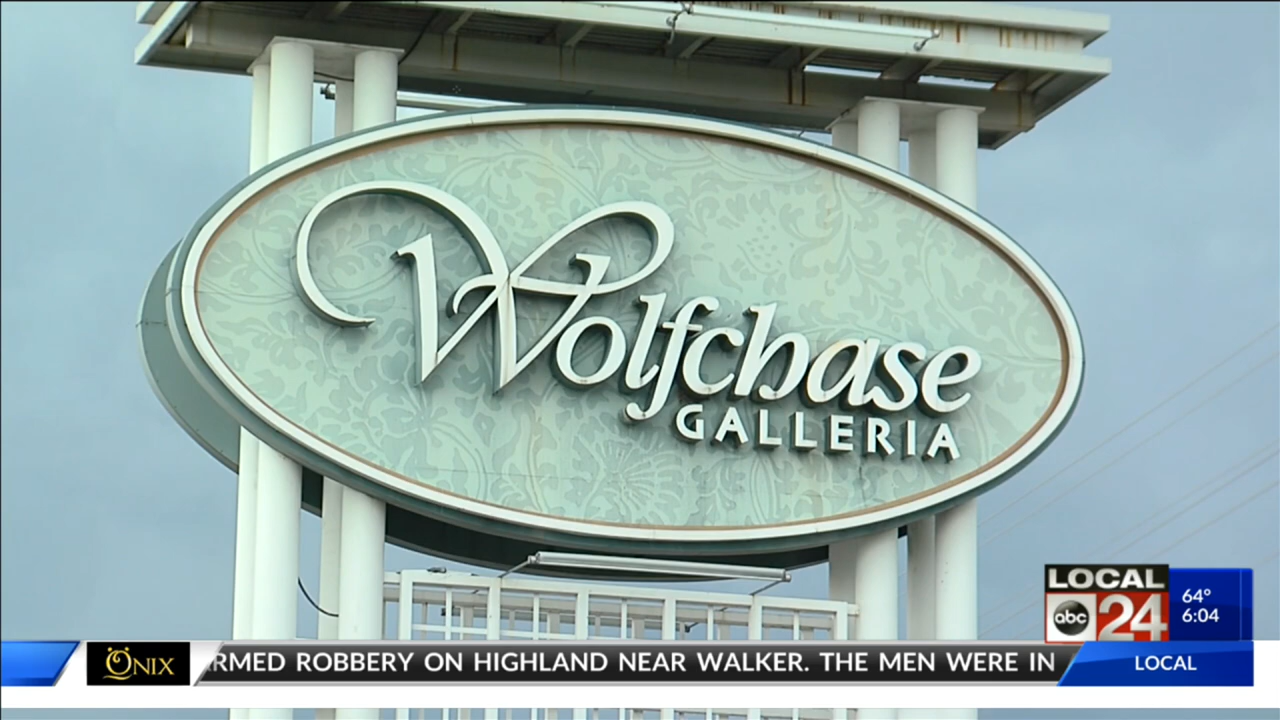 Wolfchase
GALLERIA
LOCAL
abc 24
64°
6:04
QNIX
RMED ROBBERY ON HIGHLAND NEAR WALKER. THE MEN WERE IN
LOCAL